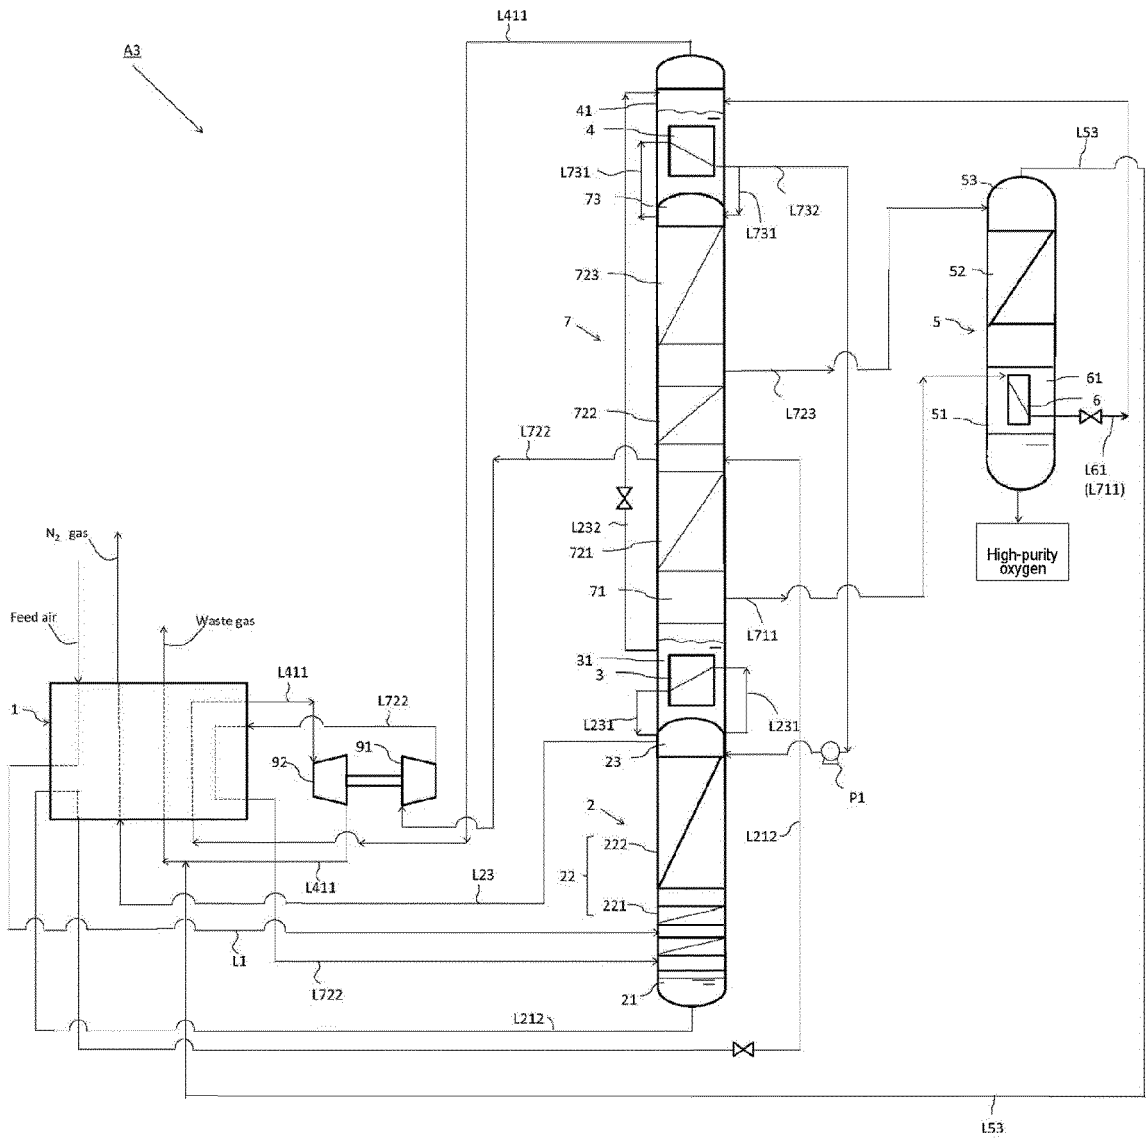 L411
A3
41
4
L53
L731
53
73
L732
L731
723
52
7
5
61
L723
6
722
51
L722
L61
(L711)
N2 gas
L232
721
High-purity
oxygen
71
Feed air
Waste gas
L711
31
L411
3
1
L722
L231
L231
91
23
92
P1
2
L212
222
L23
22
L411
221
L1
L722
21
L212
L53